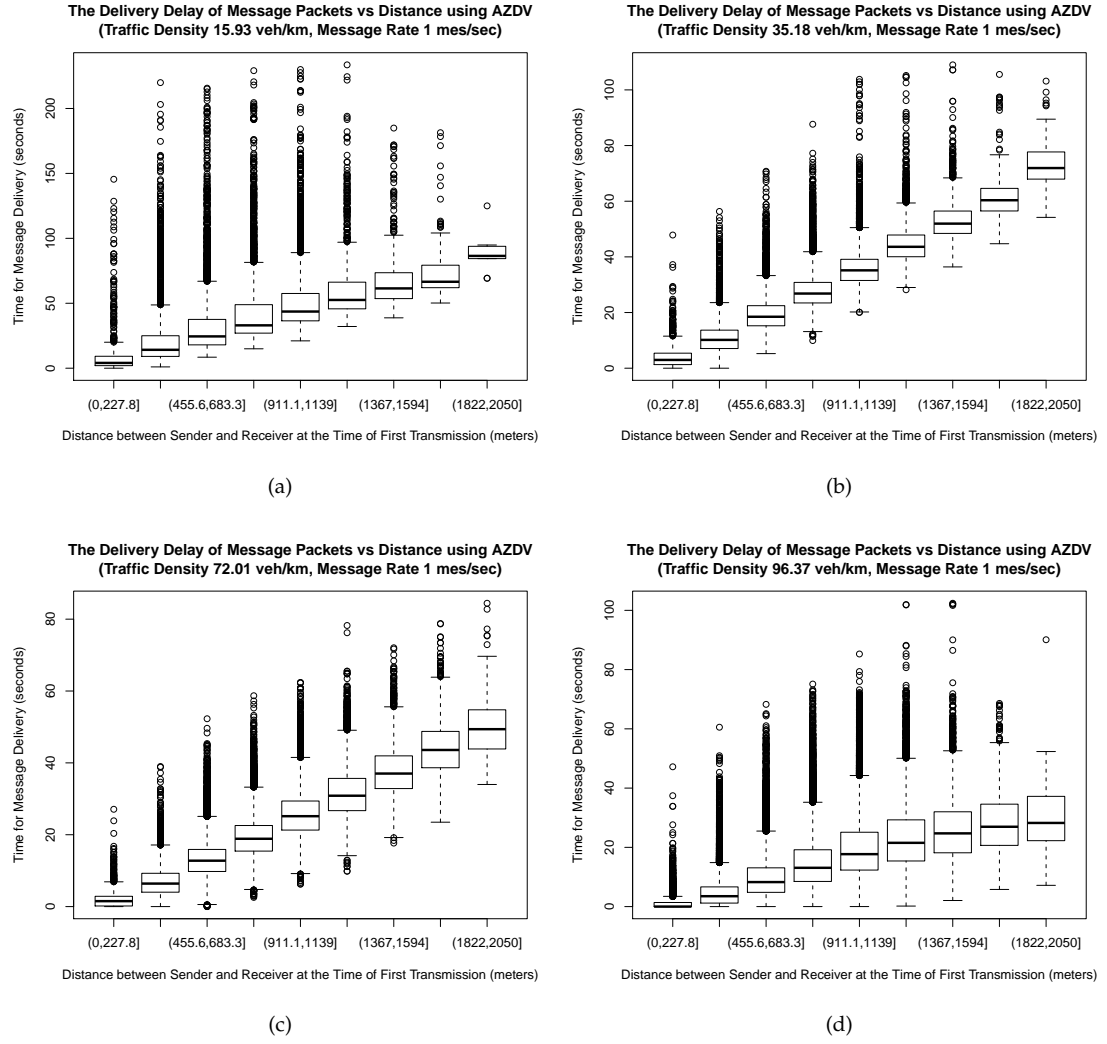 The Delivery Delay of Message Packets vs Distance using AZDV
(Traffic Density 15.93 veh/km, Message Rate 1 mes/sec)
Time for Message Delivery (seconds)
0
50
100
150
200
(0,227.8]
(455.6,683.3]
(911.1,1139]
(1367,1594]
(1822,2050]
Distance between Sender and Receiver at the Time of First Transmission (meters)
(a)
The Delivery Delay of Message Packets vs Distance using AZDV
(Traffic Density 35.18 veh/km, Message Rate 1 mes/sec)
Time for Message Delivery (seconds)
0
20
40
60
80
100
(0,227.8]
(455.6,683.3]
(911.1,1139]
(1367,1594]
(1822,2050]
Distance between Sender and Receiver at the Time of First Transmission (meters)
(b)
The Delivery Delay of Message Packets vs Distance using AZDV
(Traffic Density 72.01 veh/km, Message Rate 1 mes/sec)
Time for Message Delivery (seconds)
0
20
40
60
80
(0,227.8]
(455.6,683.3]
(911.1,1139]
(1367,1594]
(1822,2050]
Distance between Sender and Receiver at the Time of First Transmission (meters)
(c)
The Delivery Delay of Message Packets vs Distance using AZDV
(Traffic Density 96.37 veh/km, Message Rate 1 mes/sec)
Time for Message Delivery (seconds)
0
20
40
60
80
100
(0,227.8]
(455.6,683.3]
(911.1,1139]
(1367,1594]
(1822,2050]
Distance between Sender and Receiver at the Time of First Transmission (meters)
(d)